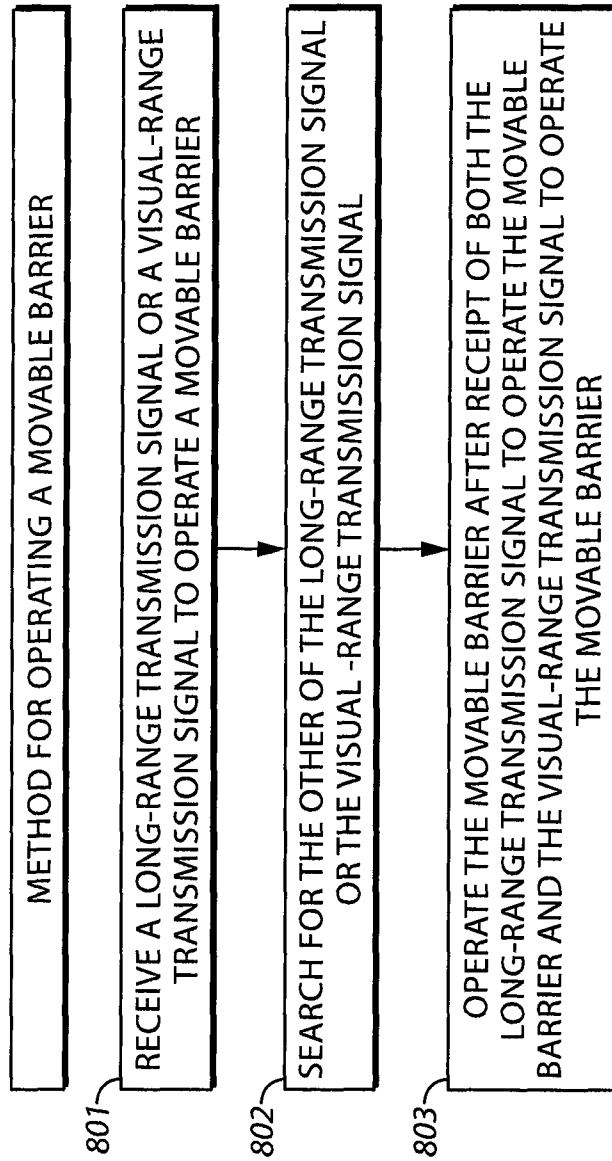 METHOD FOR OPERATING A MOVABLE BARRIER
801
RECEIVE A LONG-RANGE TRANSMISSION SIGNAL OR A VISUAL-RANGE
TRANSMISSION SIGNAL TO OPERATE A MOVABLE BARRIER
802
SEARCH FOR THE OTHER OF THE LONG-RANGE TRANSMISSION SIGNAL
OR THE VISUAL -RANGE TRANSMISSION SIGNAL
803
OPERATE THE MOVABLE BARRIER AFTER RECEIPT OF BOTH THE
LONG-RANGE TRANSMISSION SIGNAL TO OPERATE THE MOVABLE
BARRIER AND THE VISUAL-RANGE TRANSMISSION SIGNAL TO OPERATE
THE MOVABLE BARRIER